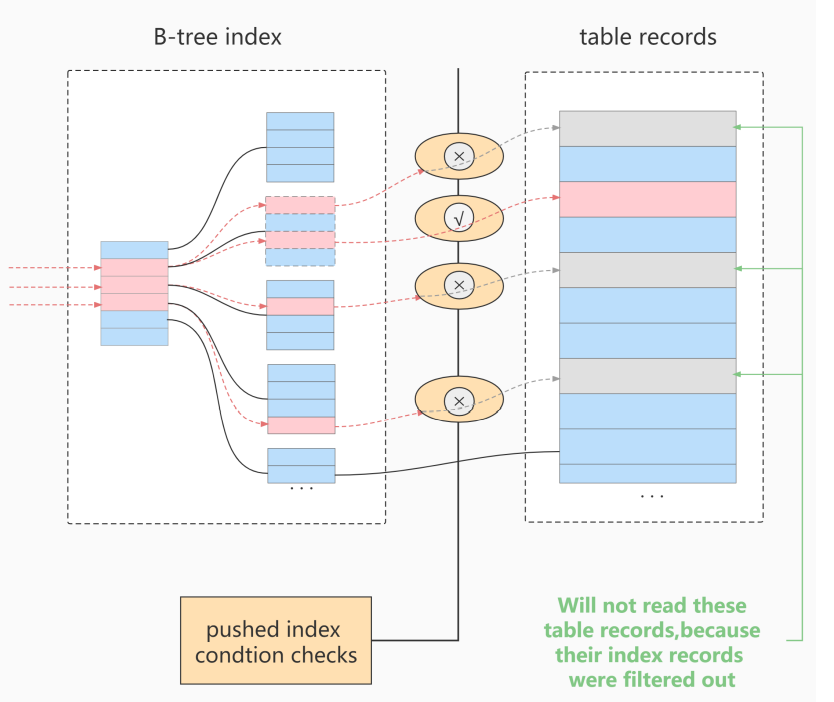 B-tree index
table records
×
√
×
×
. . .
. . .
pushed index
condtion checks
Will not read these
table records,because
their index records
were filtered out